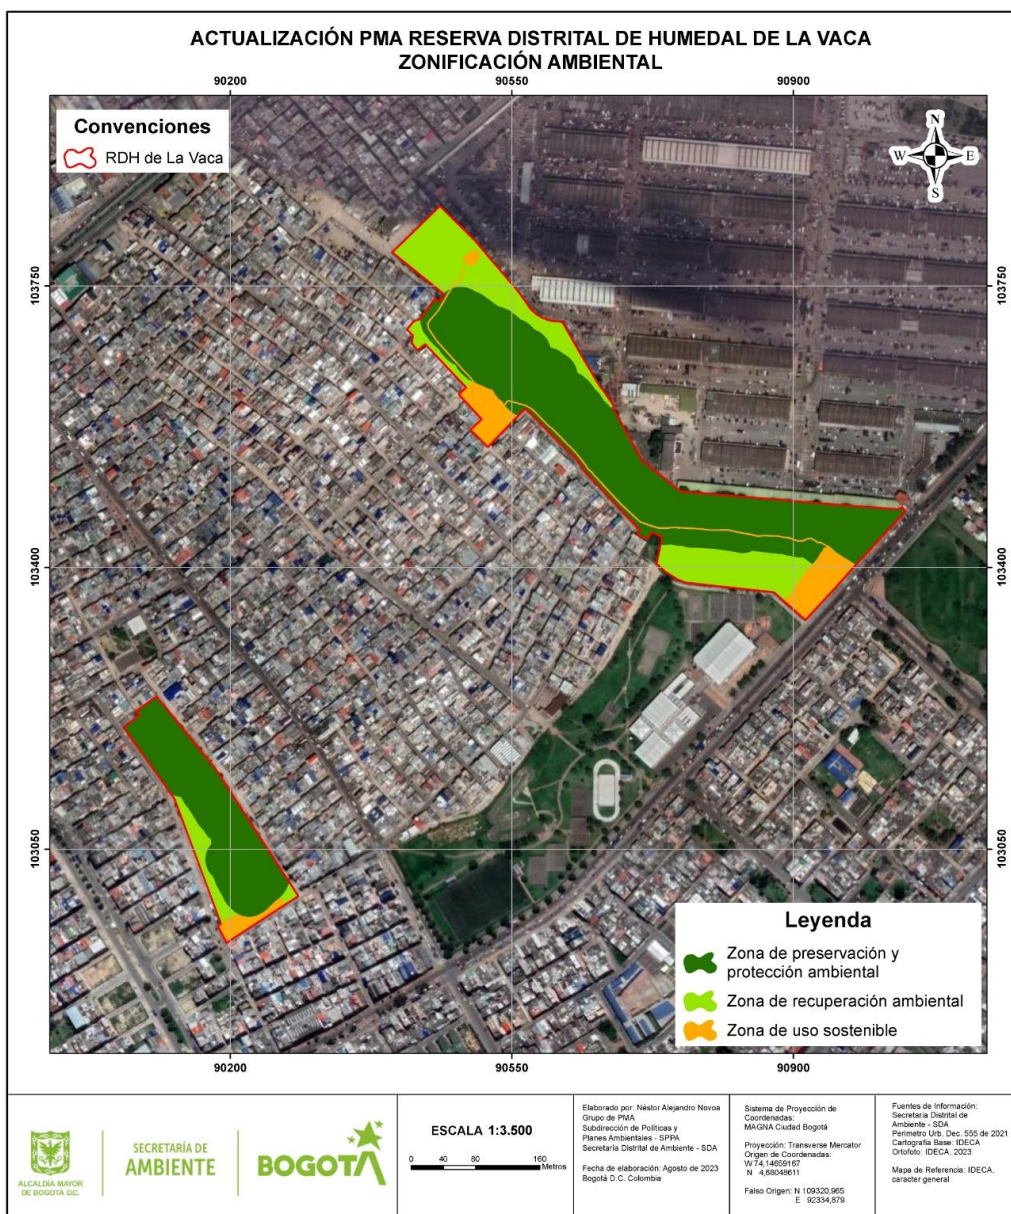 ACTUALIZACIÓN PMA RESERVA DISTRITAL DE HUMEDAL DE LA VACA
ZONIFICACIÓN AMBIENTAL
90200
90550
90900
Convenciones
RDH de La Vaca
N
W
E
S
103750
103750
103400
103400
103050
103050
Leyenda
Zona de preservación y
protección ambiental
Zona de recuperación ambiental
Zona de uso sostenible
90200
90550
90900
ALCALDÍA MAYOR
DE BOGOTÁ D.C.
SECRETARÍA DE
AMBIENTE
BOGOTÁ
ESCALA 1:3.500
0 40 80 160
Metros
Elaborado por: Néstor Alejandro Novoa
Grupo de PMA
Subdirección de Políticas y
Planes Ambientales - SPPA
Secretaría Distrital de Ambiente - SDA
Fecha de elaboración: Agosto de 2023
Bogotá D.C. Colombia
Sistema de Proyección de
Coordenadas:
MAGNA Ciudad Bogotá
Proyección: Transverse Mercator
Origen de Coordenadas:
W 74,14659167
N 4,68048611
Falso Origen: N 109320,965
E 92334,879
Fuentes de Información:
Secretaria Distrital de
Ambiente - SDA
Perimetro Urb. Dec. 555 de 2021
Cartografia Base: IDECA
Ortofoto: IDECA, 2023
Mapa de Referencia: IDECA,
caracter general